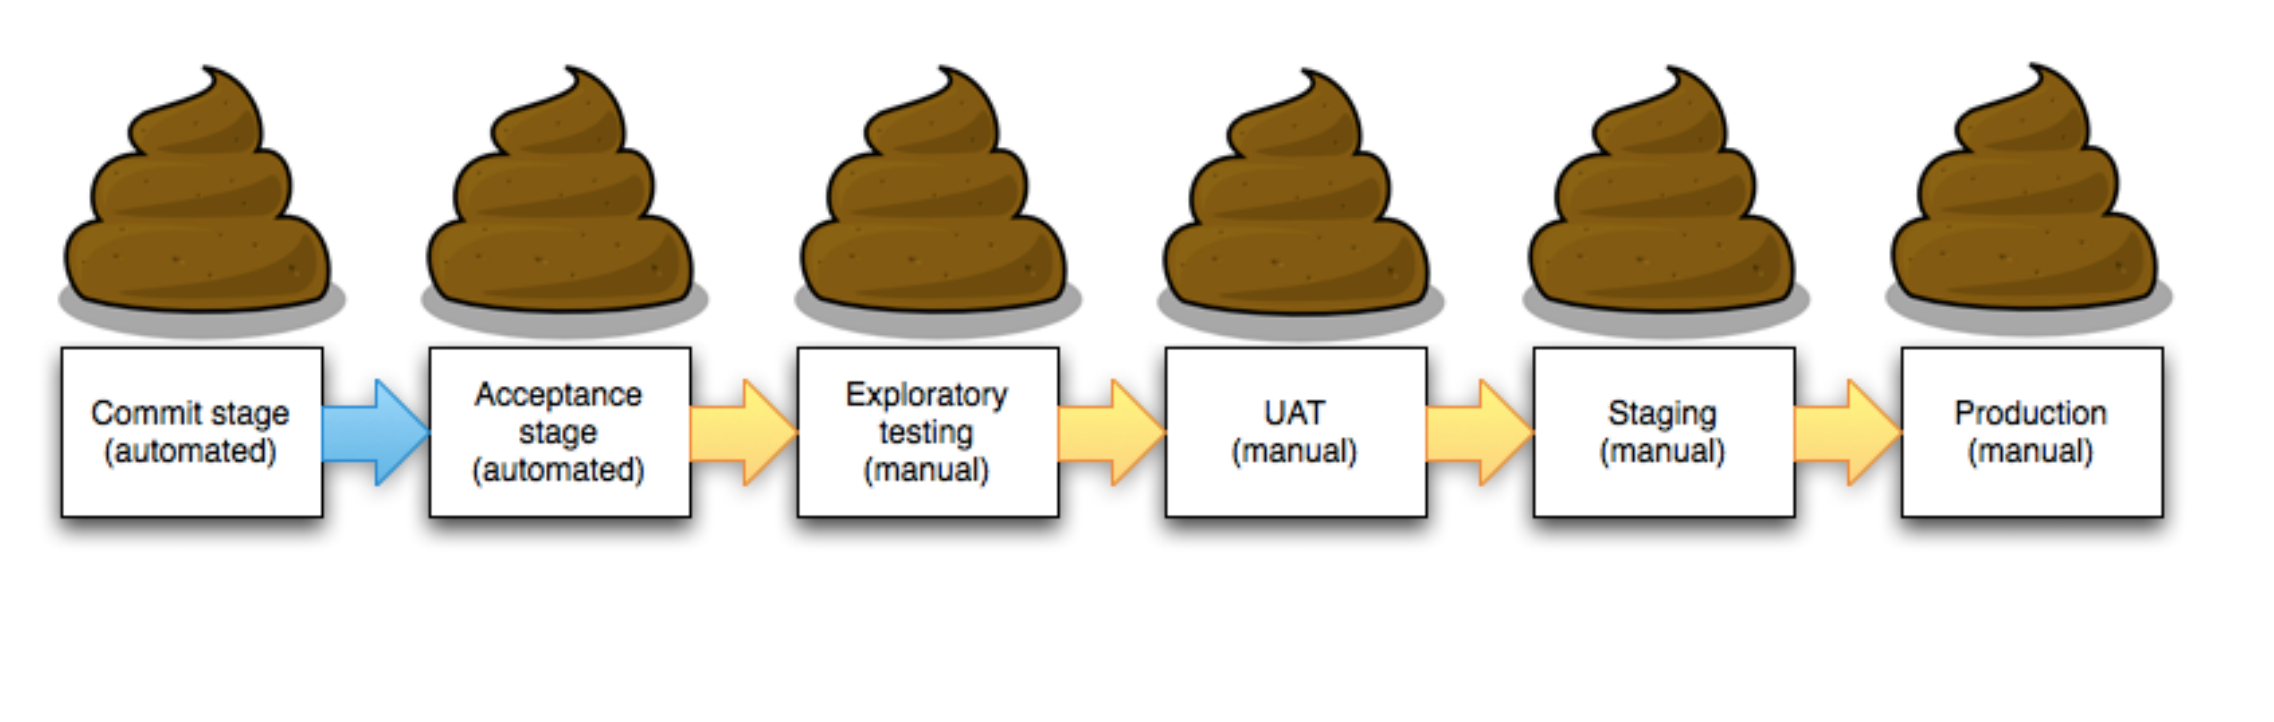 Commit stage
(automated)
Acceptance
stage
(automated)
Exploratory
testing
(manual)
UAT
(manual)
Staging
(manual)
Production
(manual)